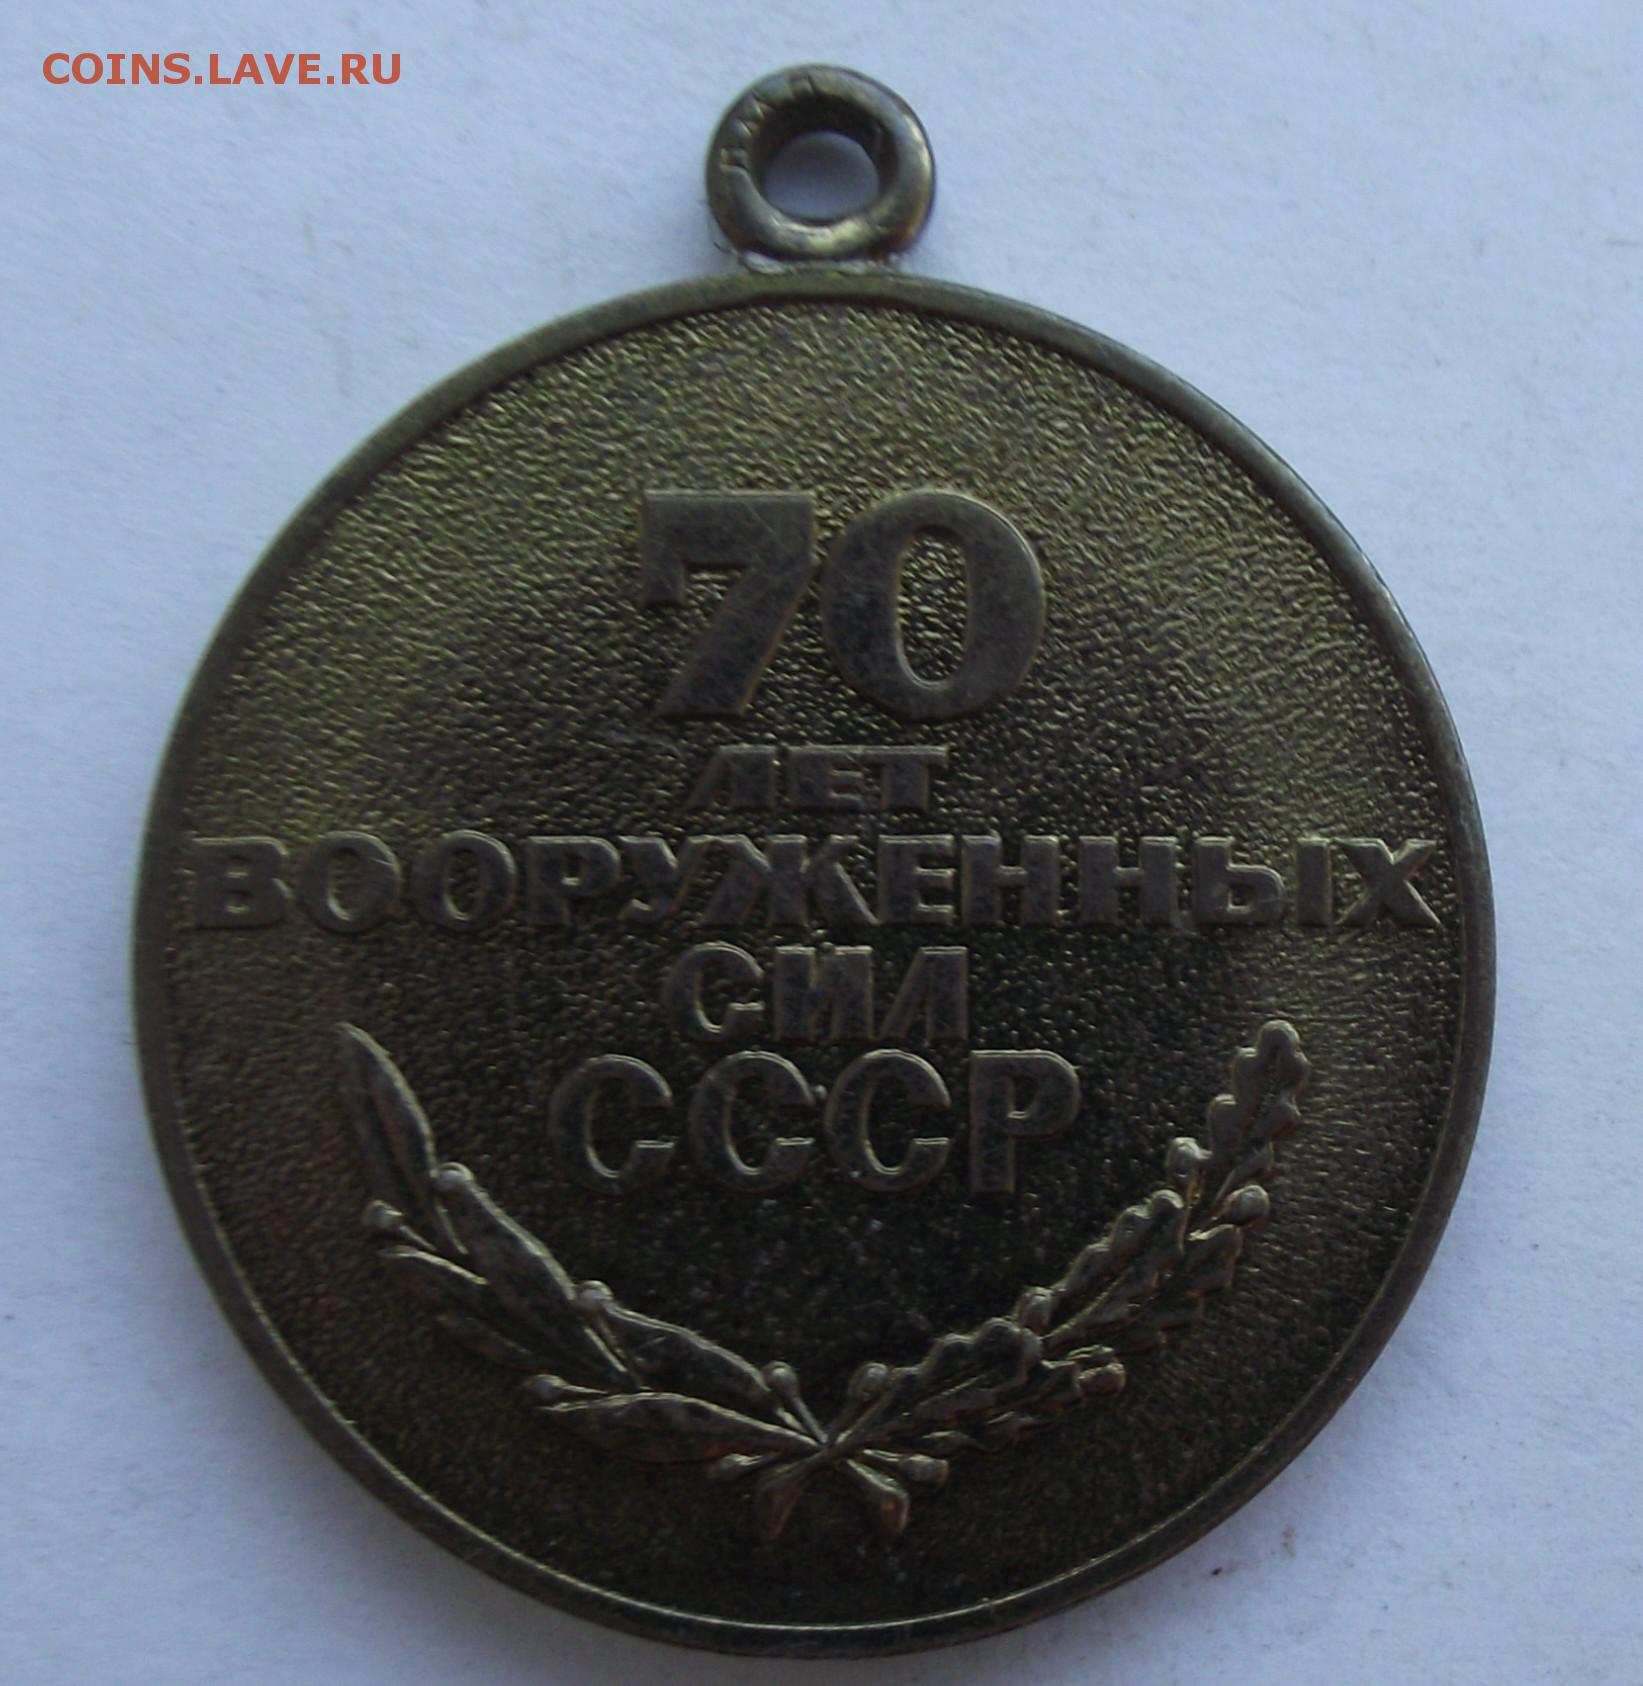 COINS.LAVE.RU
70
ЛЕТ
ВООРУЖЕННЫХ
СИЛ
СССР